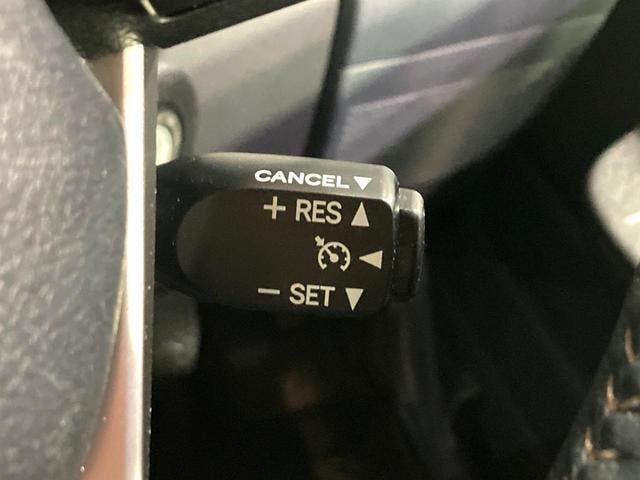 CANCEL▼
+ RES ▲
◀
− SET ▼